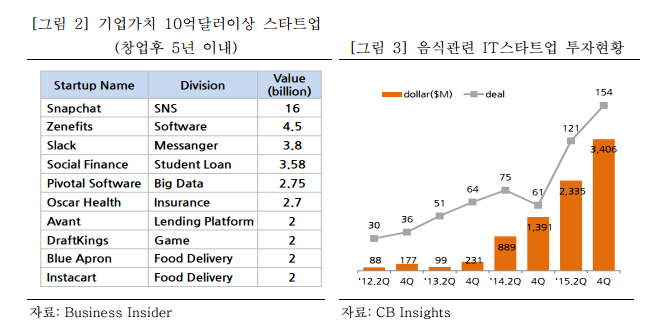 [그림 2] 기업가치 10억달러이상 스타트업
(창업후 5년 이내)
Startup Name Division Value (billion)
Snapchat SNS 16
Zenefits Software 4.5
Slack Messanger 3.8
Social Finance Student Loan 3.58
Pivotal Software Big Data 2.75
Oscar Health Insurance 2.7
Avant Lending Platform 2
DraftKings Game 2
Blue Apron Food Delivery 2
Instacart Food Delivery 2
자료: Business Insider
[그림 3] 음식관련 IT스타트업 투자현황
dollar($M) deal
154
121
75
64
61
51
36
30
3,406
2,335
1,391
889
88 177 99 231
'12.2Q 4Q '13.2Q 4Q '14.2Q 4Q '15.2Q 4Q
자료: CB Insights